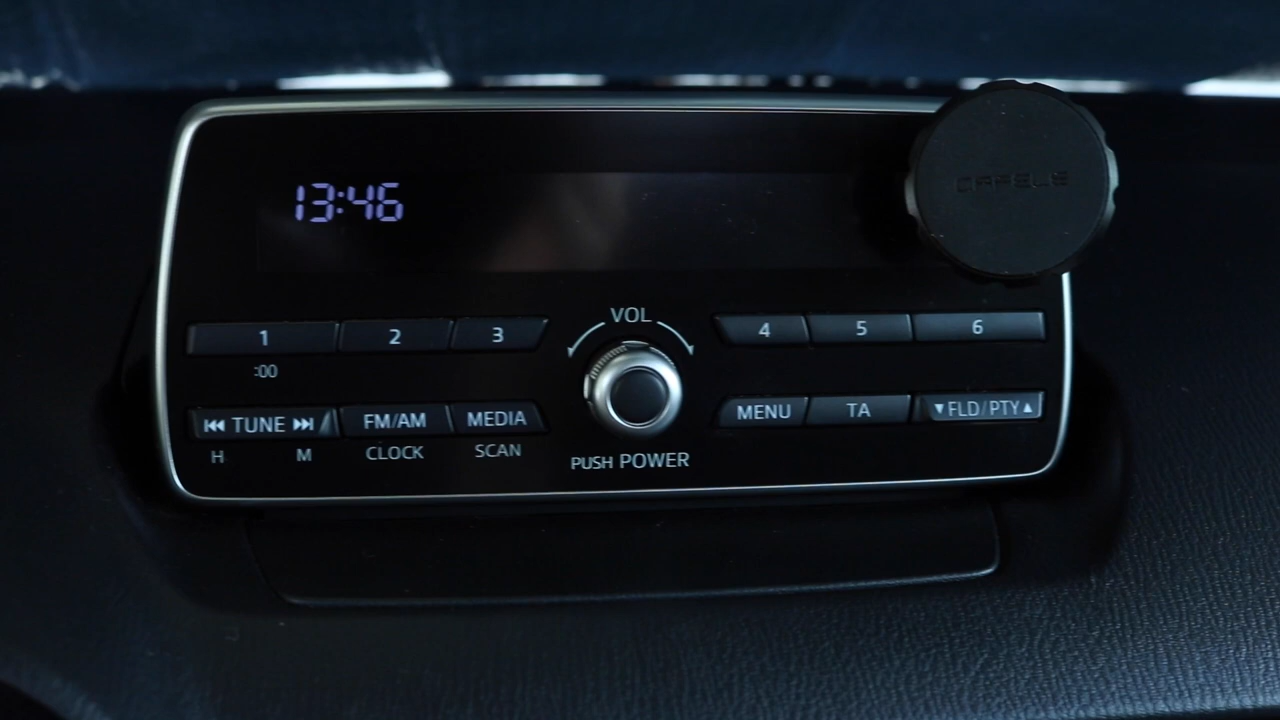 13:46
CAFELE
VOL
1 2 3 4 5 6
:00
TUNE FM/AM MEDIA MENU TA ▼FLD/PTY▲
H M CLOCK SCAN PUSH POWER